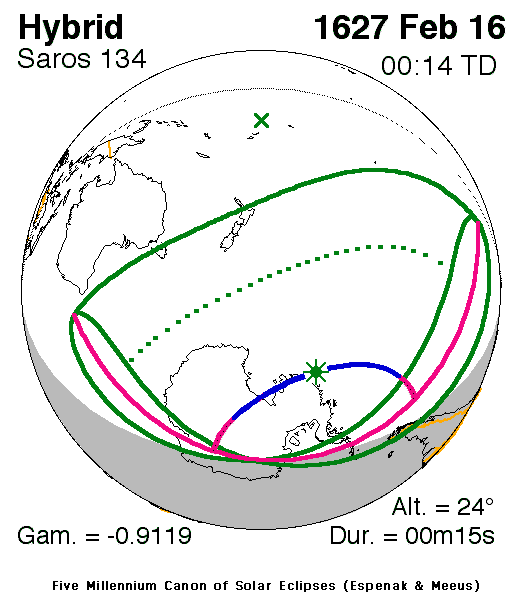 Hybrid 1627 Feb 16
Saros 134 00:14 TD
Alt. = 24°
Gam. = -0.9119 Dur. = 00m15s
Five Millennium Canon of Solar Eclipses (Espenak & Meeus)